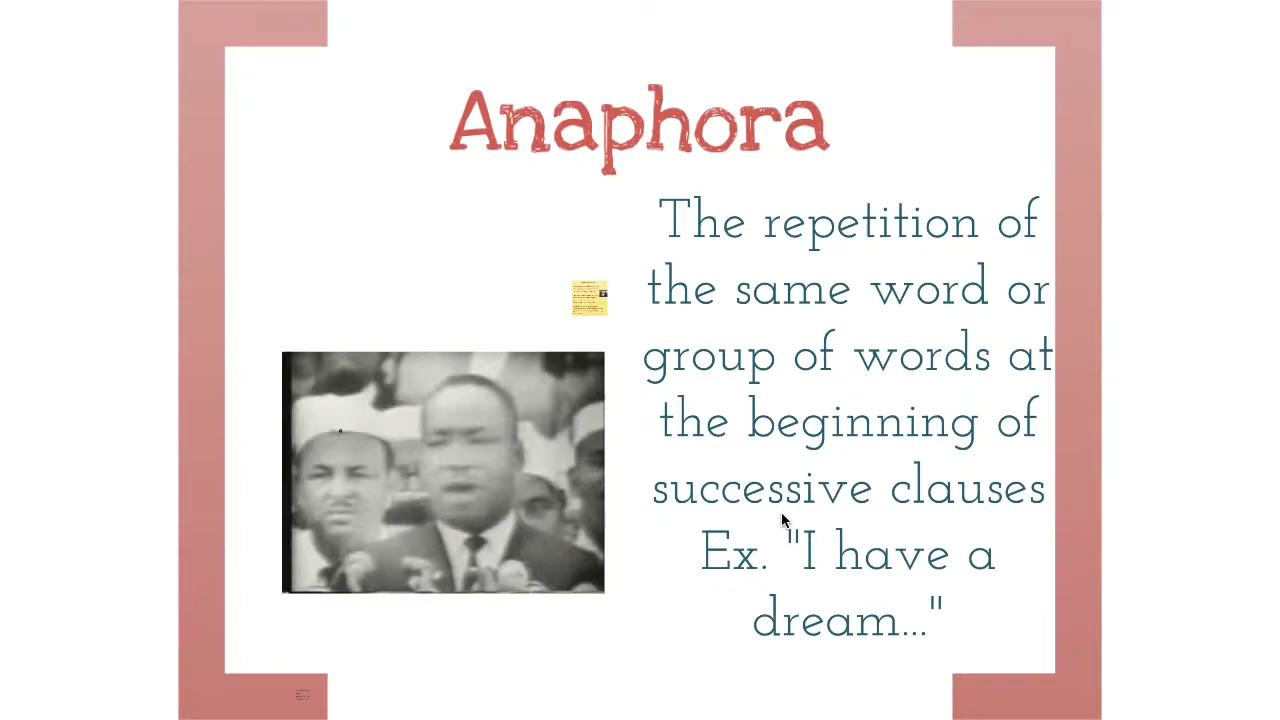 Anaphora
The repetition of
the same word or
group of words at
the beginning of
successive clauses
Ex. "I have a
dream..."